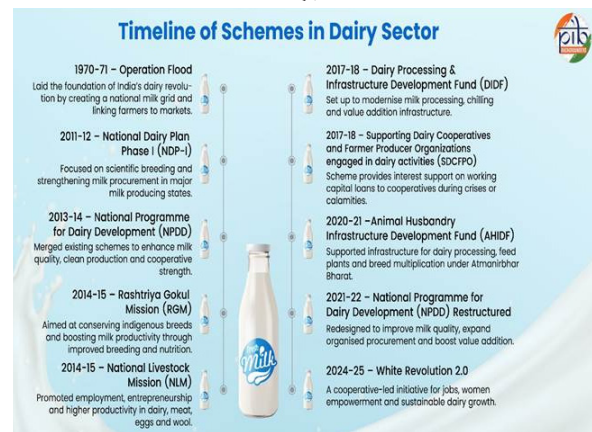 Timeline of Schemes in Dairy Sector
pib
1970-71 – Operation Flood
Laid the foundation of India's dairy revolu-
tion by creating a national milk grid and
linking farmers to markets.
2011-12 – National Dairy Plan
Phase I (NDP-I)
Focused on scientific breeding and
strengthening milk procurement in major
milk producing states.
2013-14 – National Programme
for Dairy Development (NPDD)
Merged existing schemes to enhance milk
quality, clean production and cooperative
strength.
2014-15 – Rashtriya Gokul
Mission (RGM)
Aimed at conserving indigenous breeds
and boosting milk productivity through
improved breeding and nutrition.
2014-15 – National Livestock
Mission (NLM)
Promoted employment, entrepreneurship
and higher productivity in dairy, meat,
eggs and wool.
Milk
2017-18 – Dairy Processing &
Infrastructure Development Fund (DIDF)
Set up to modernise milk processing, chilling
and value addition infrastructure.
2017-18 – Supporting Dairy Cooperatives
and Farmer Producer Organizations
engaged in dairy activities (SDCFPO)
Scheme provides interest support on working
capital loans to cooperatives during crises or
calamities.
2020-21 –Animal Husbandry
Infrastructure Development Fund (AHIDF)
Supported infrastructure for dairy processing, feed
plants and breed multiplication under Atmanirbhar
Bharat.
2021-22 – National Programme for
Dairy Development (NPDD) Restructured
Redesigned to improve milk quality, expand
organised procurement and boost value addition.
2024-25 – White Revolution 2.0
A cooperative-led initiative for jobs, women
empowerment and sustainable dairy growth.